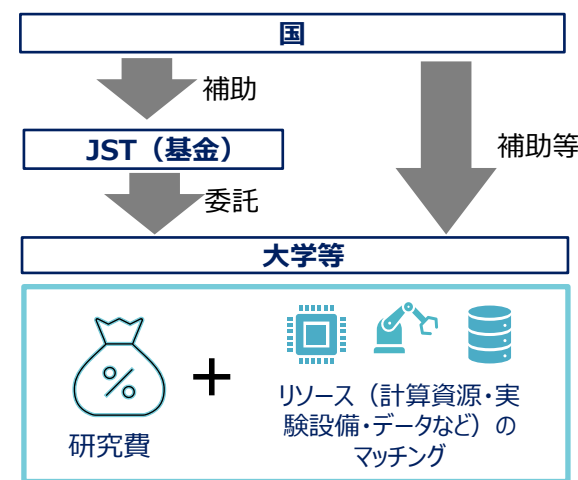 国
補助
JST（基金）
補助等
委託
大学等
%
+
研究費
リソース（計算資源・実
験設備・データなど）の
マッチング